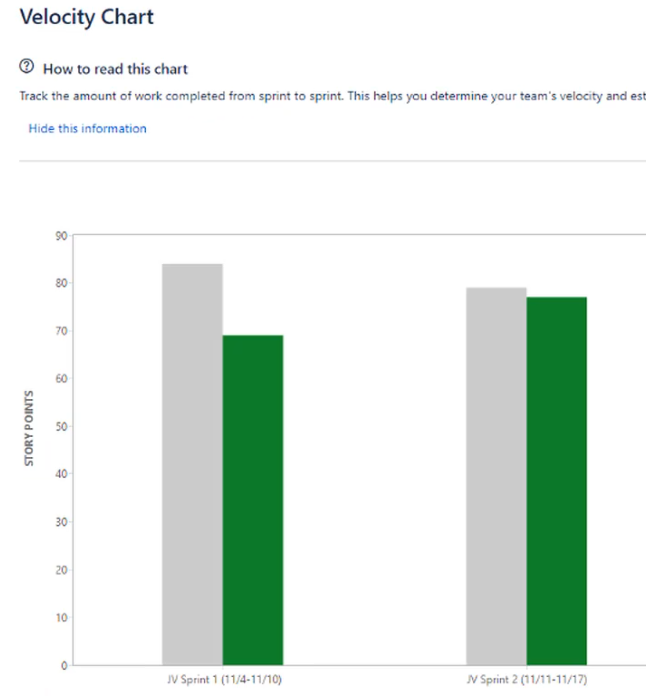 Velocity Chart
How to read this chart
Track the amount of work completed from sprint to sprint. This helps you determine your team's velocity and est
Hide this information
90
80
70
60
50
40
30
20
10
0
STORY POINTS
JV Sprint 1 (11/4-11/10)
JV Sprint 2 (11/11-11/17)